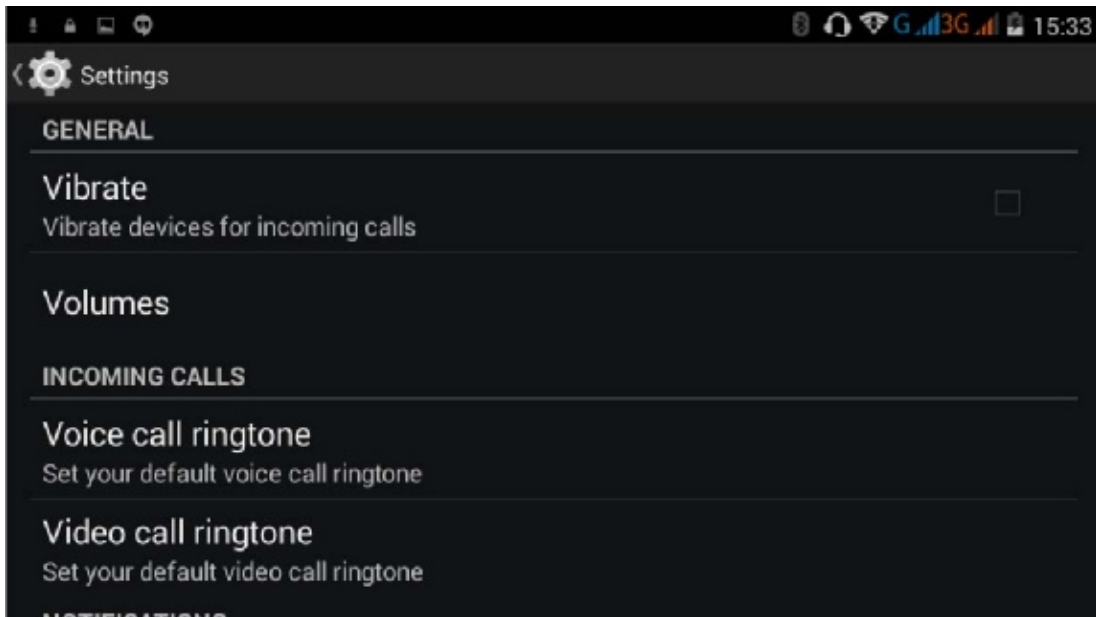 G 3G 15:33
Settings
GENERAL
Vibrate
Vibrate devices for incoming calls
Volumes
INCOMING CALLS
Voice call ringtone
Set your default voice call ringtone
Video call ringtone
Set your default video call ringtone
NOTIFICATIONS